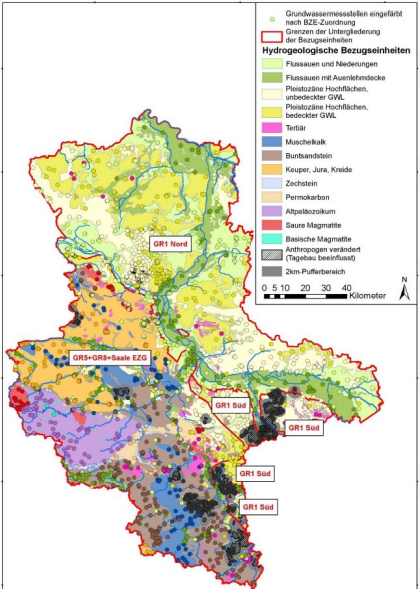 Grundwassermessstellen eingefärbt
nach BZE-Zuordnung
Grenzen der Untergliederung
der Bezugseinheiten
Hydrogeologische Bezugseinheiten
Flussauen und Niederungen
Flussauen mit Auenlehmdecke
Pleistozäne Hochflächen,
unbedeckter GWL
Pleistozäne Hochflächen,
bedeckter GWL
Tertiär
Muschelkalk
Buntsandstein
Keuper, Jura, Kreide
Zechstein
Permokarbon
Altpaläozoikum
Saure Magmatite
Basische Magmatite
Anthropogen verändert
(Tagebau beeinflusst)
2km-Pufferbereich
N
0 5 10 20 30 40
Kilometer
GR1 Nord
GR5+GR8+Saale EZG
GR1 Süd
GR1 Süd
GR1 Süd
GR1 Süd